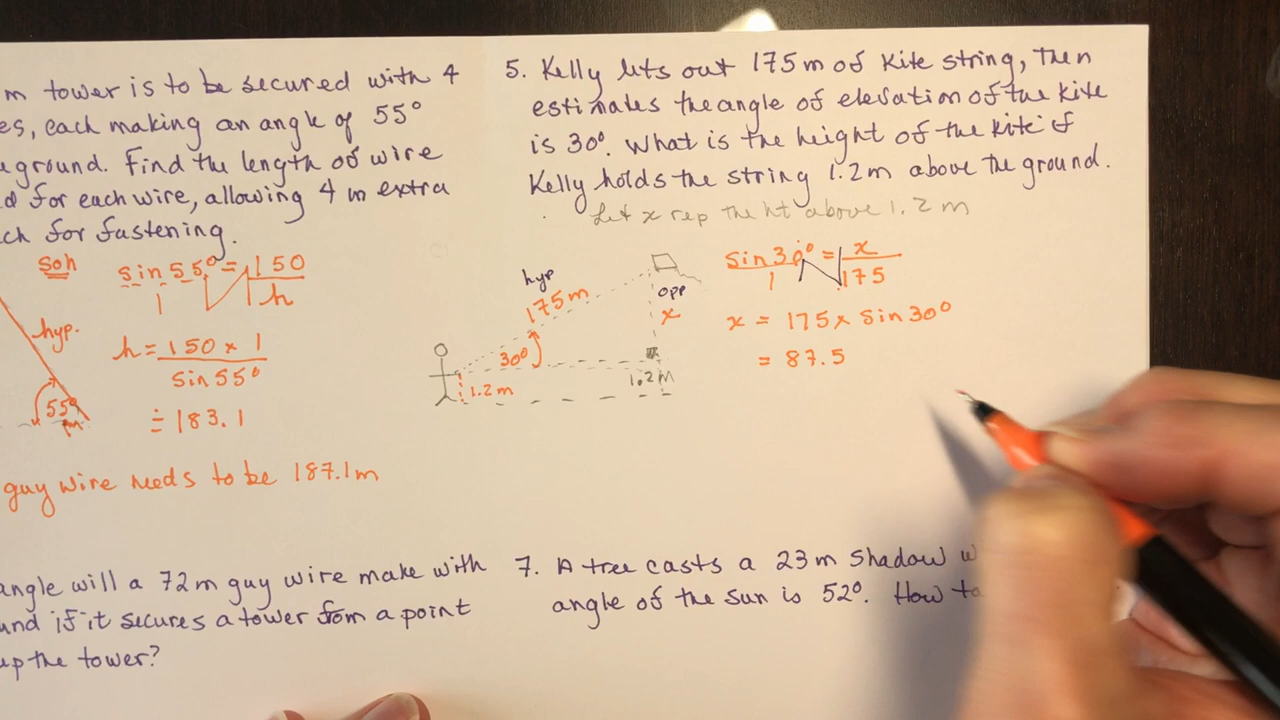 m tower is to be secured with 4
es, each making an angle of 55°
ground. Find the length of wire
d for each wire, allowing 4 m extra
ch for fastening.
soh
sin 55° = 150
1 h
hyp.
h = 150 x 1
sin 55°
≐ 183.1
55°
guy wire needs to be 187.1m
5. Kelly lets out 175m of kite string, then
estimates the angle of elevation of the kite
is 30°. What is the height of the kite if
Kelly holds the string 1.2m above the ground.
Let x rep the ht above 1.2 m
hyp
175m
opp
x
30°
1.2m
1.2m
sin 30° = x
1 175
x = 175 x sin 30°
= 87.5
angle will a 72m guy wire make with
und if it secures a tower from a point
up the tower?
7. A tree casts a 23m shadow w
angle of the sun is 52°. How ta